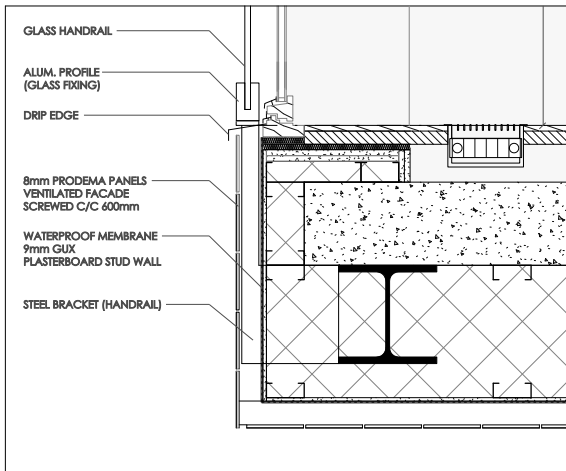 GLASS HANDRAIL
ALUM. PROFILE
(GLASS FIXING)
DRIP EDGE
8mm PRODEMA PANELS
VENTILATED FACADE
SCREWED C/C 600mm
WATERPROOF MEMBRANE
9mm GUX
PLASTERBOARD STUD WALL
STEEL BRACKET (HANDRAIL)